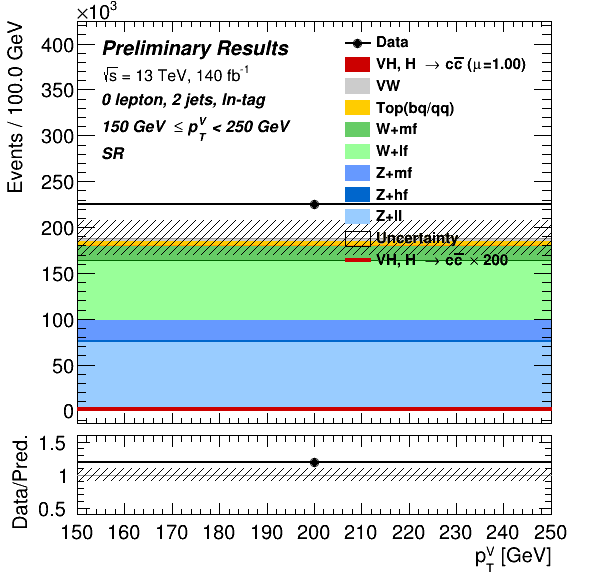 ×10³
Events / 100.0 GeV
400
350
300
250
200
150
100
50
0
Preliminary Results
√s = 13 TeV, 140 fb⁻¹
0 lepton, 2 jets, ln-tag
150 GeV ≤ p_T^V < 250 GeV
SR
Data
VH, H → cc̅ (μ=1.00)
VW
Top(bq/qq)
W+mf
W+lf
Z+mf
Z+hf
Z+ll
Uncertainty
VH, H → cc̅ × 200
Data/Pred.
1.5
1
0.5
150 160 170 180 190 200 210 220 230 240 250
p_T^V [GeV]